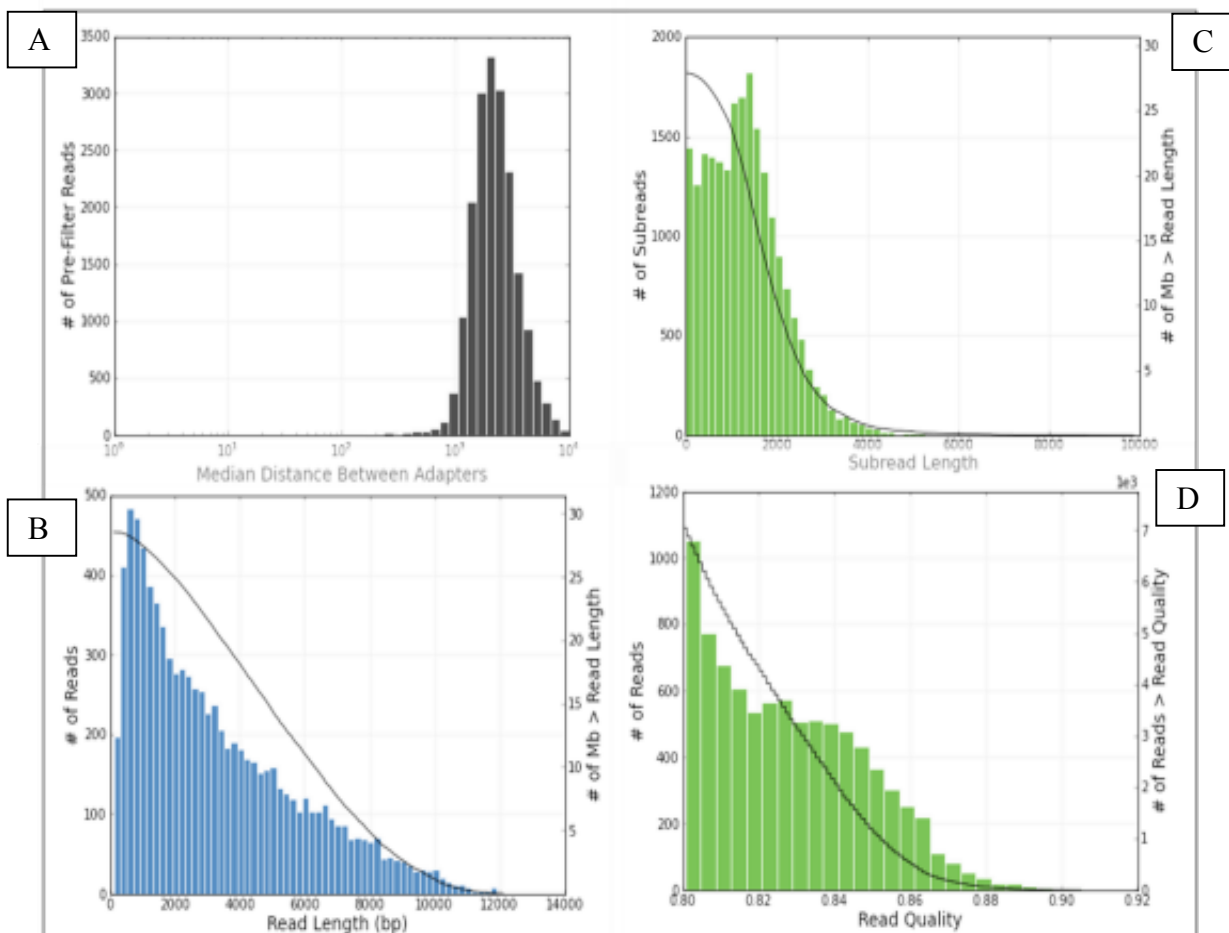 A
3500
3000
2500
2000
1500
1000
500
0
# of Pre-Filter Reads
10⁰ 10¹ 10² 10³ 10⁴
Median Distance Between Adapters
C
2000
1500
1000
500
0
# of Subreads
30
25
20
15
10
5
# of Mb > Read Length
0 2000 4000 6000 8000 10000
Subread Length
B
500
400
300
200
100
0
# of Reads
30
25
20
15
10
5
# of Mb > Read Length
0 2000 4000 6000 8000 10000 12000 14000
Read Length (bp)
D
1e3
1200
1000
800
600
400
200
0
# of Reads
7
6
5
4
3
2
1
0
# of Reads > Read Quality
0.80 0.82 0.84 0.86 0.88 0.90 0.92
Read Quality